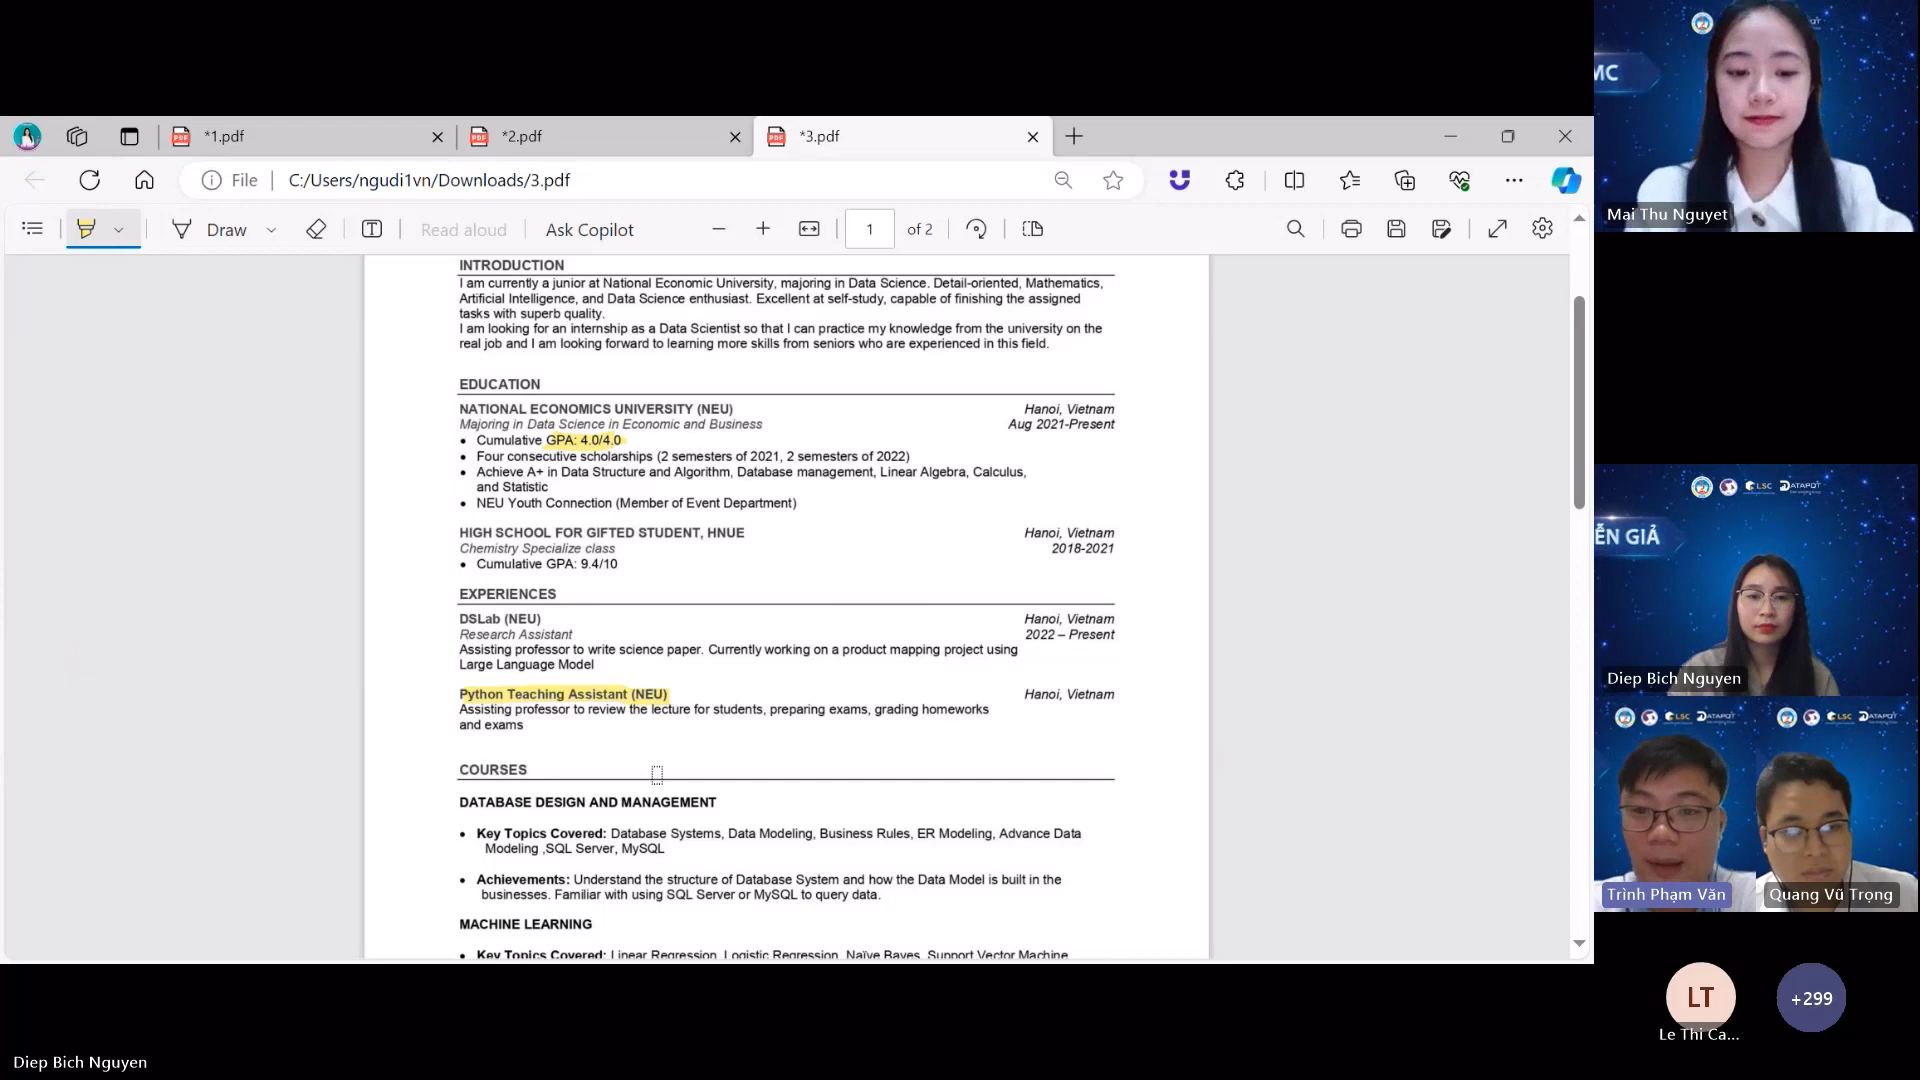 *1.pdf
*2.pdf
*3.pdf
File
C:/Users/ngudi1vn/Downloads/3.pdf
Draw
Read aloud
Ask Copilot
1
of 2
INTRODUCTION
I am currently a junior at National Economic University, majoring in Data Science. Detail-oriented, Mathematics,
Artificial Intelligence, and Data Science enthusiast. Excellent at self-study, capable of finishing the assigned
tasks with superb quality.
I am looking for an internship as a Data Scientist so that I can practice my knowledge from the university on the
real job and I am looking forward to learning more skills from seniors who are experienced in this field.
EDUCATION
NATIONAL ECONOMICS UNIVERSITY (NEU) Hanoi, Vietnam
Majoring in Data Science in Economic and Business Aug 2021-Present
• Cumulative GPA: 4.0/4.0
• Four consecutive scholarships (2 semesters of 2021, 2 semesters of 2022)
• Achieve A+ in Data Structure and Algorithm, Database management, Linear Algebra, Calculus,
and Statistic
• NEU Youth Connection (Member of Event Department)
HIGH SCHOOL FOR GIFTED STUDENT, HNUE Hanoi, Vietnam
Chemistry Specialize class 2018-2021
• Cumulative GPA: 9.4/10
EXPERIENCES
DSLab (NEU) Hanoi, Vietnam
Research Assistant 2022 – Present
Assisting professor to write science paper. Currently working on a product mapping project using
Large Language Model
Python Teaching Assistant (NEU) Hanoi, Vietnam
Assisting professor to review the lecture for students, preparing exams, grading homeworks
and exams
COURSES
DATABASE DESIGN AND MANAGEMENT
• Key Topics Covered: Database Systems, Data Modeling, Business Rules, ER Modeling, Advance Data
Modeling ,SQL Server, MySQL
• Achievements: Understand the structure of Database System and how the Data Model is built in the
businesses. Familiar with using SQL Server or MySQL to query data.
MACHINE LEARNING
• Key Topics Covered: Linear Regression, Logistic Regression, Naïve Bayes, Support Vector Machine
MC
Mai Thu Nguyet
LSC DATAPOT
ỄN GIẢ
Diep Bich Nguyen
LSC DATAPOT
LSC DATAPOT
Trình Phạm Văn
Quang Vũ Trọng
LT
+299
Le Thi Ca...
Diep Bich Nguyen